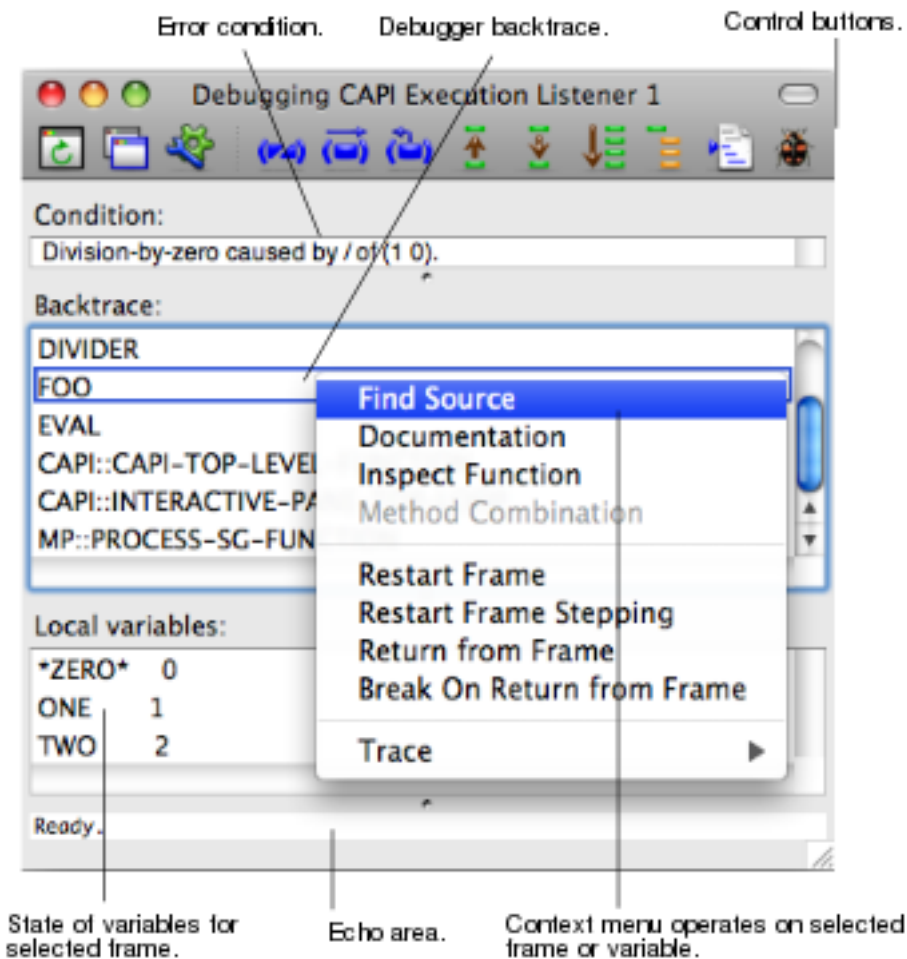 Error condition.
Debugger backtrace.
Control buttons.
Debugging CAPI Execution Listener 1
Condition:
Division-by-zero caused by / of (1 0).
Backtrace:
DIVIDER
FOO
EVAL
CAPI::CAPI-TOP-LEVEL
CAPI::INTERACTIVE-PA
MP::PROCESS-SG-FUN
Find Source
Documentation
Inspect Function
Method Combination
Restart Frame
Restart Frame Stepping
Return from Frame
Break On Return from Frame
Trace
Local variables:
*ZERO* 0
ONE 1
TWO 2
Ready.
State of variables for
selected frame.
Echo area.
Context menu operates on selected
frame or variable.